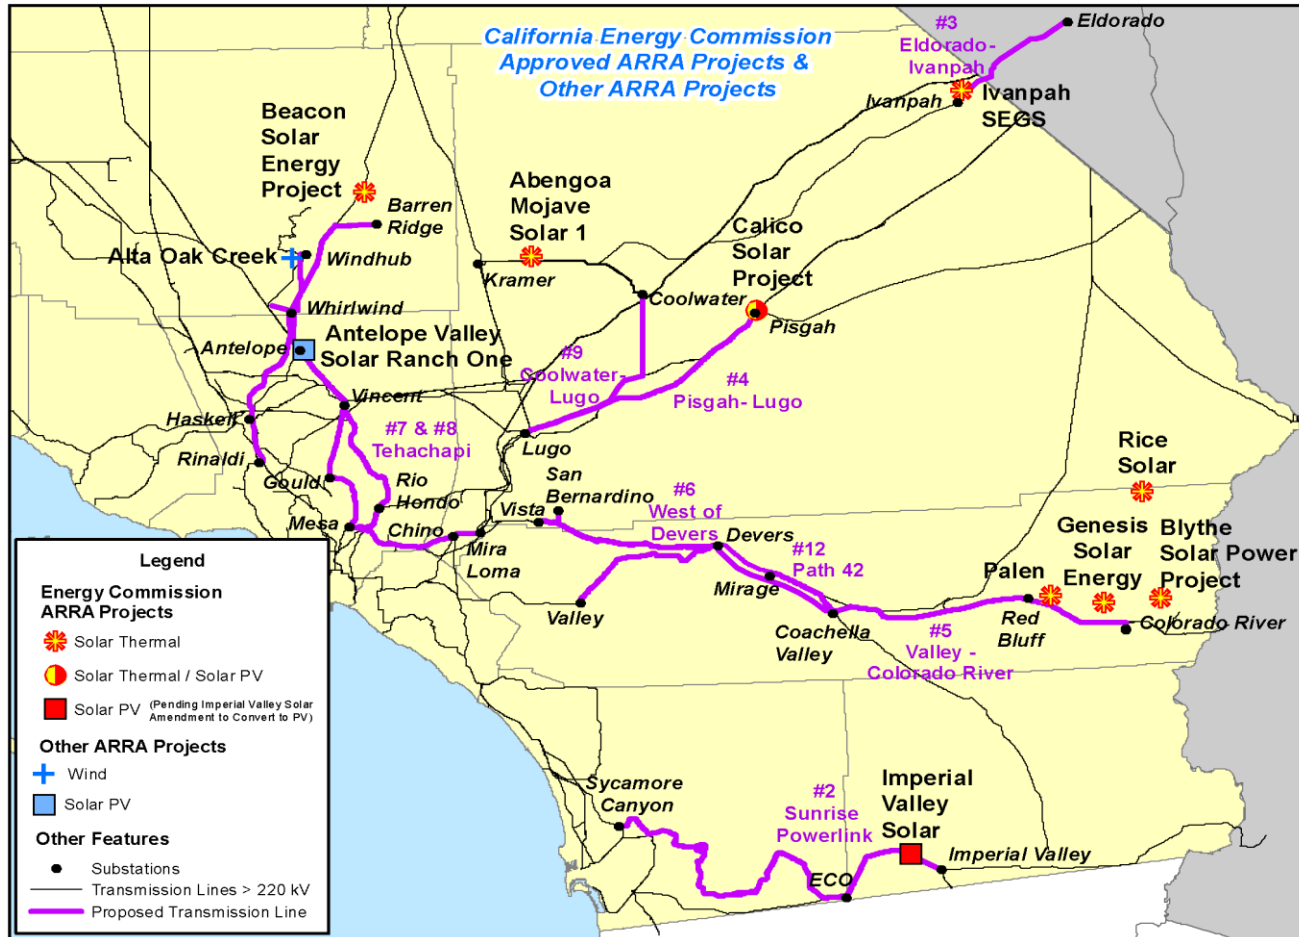 California Energy Commission
Approved ARRA Projects &
Other ARRA Projects
#3
Eldorado-
Ivanpah
Eldorado
Ivanpah
Ivanpah
SEGS
Beacon
Solar
Energy
Project
Barren
Ridge
Abengoa
Mojave
Solar 1
Calico
Solar
Project
Alta Oak Creek
Windhub
Kramer
Coolwater
Pisgah
Whirlwind
Antelope
Antelope Valley
Solar Ranch One
#9
Coolwater-
Lugo
#4
Pisgah- Lugo
Vincent
Haskell
#7 & #8
Tehachapi
Lugo
Rinaldi
Gould
Rio
Hondo
San
Bernardino
Vista
#6
West of
Devers
Rice
Solar
Mesa
Chino
Mira
Loma
Devers
#12
Path 42
Mirage
Genesis
Solar
Energy
Blythe
Solar Power
Project
Palen
Valley
Coachella
Valley
Red
Bluff
Colorado River
#5
Valley -
Colorado River
Sycamore
Canyon
#2
Sunrise
Powerlink
Imperial
Valley
Solar
ECO
Imperial Valley
Legend
Energy Commission
ARRA Projects
Solar Thermal
Solar Thermal / Solar PV
Solar PV (Pending Imperial Valley Solar
Amendment to Convert to PV)
Other ARRA Projects
Wind
Solar PV
Other Features
Substations
Transmission Lines > 220 kV
Proposed Transmission Line